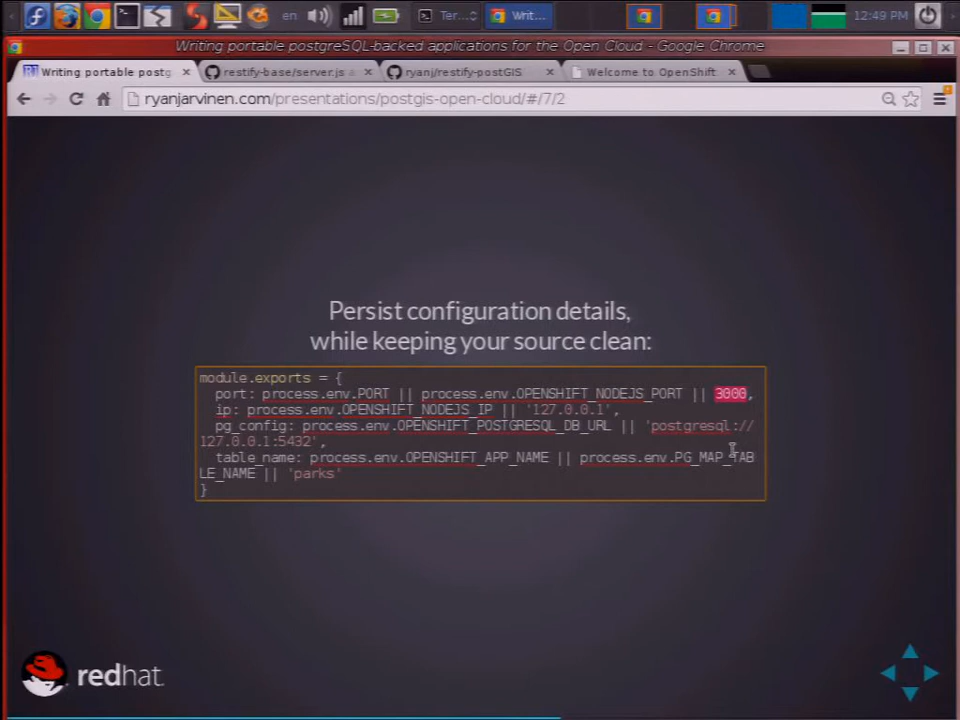 en
Ter...
Writ...
12:49 PM
Writing portable postgreSQL-backed applications for the Open Cloud - Google Chrome
Writing portable postg
restify-base/server.js a
ryanj/restify-postGIS
Welcome to OpenShift
ryanjarvinen.com/presentations/postgis-open-cloud/#/7/2
Persist configuration details,
while keeping your source clean:
module.exports = {
port: process.env.PORT || process.env.OPENSHIFT_NODEJS_PORT || 3000,
ip: process.env.OPENSHIFT_NODEJS_IP || '127.0.0.1',
pg_config: process.env.OPENSHIFT_POSTGRESQL_DB_URL || 'postgresql://
127.0.0.1:5432',
table_name: process.env.OPENSHIFT_APP_NAME || process.env.PG_MAP_TAB
LE_NAME || 'parks'
}
redhat.